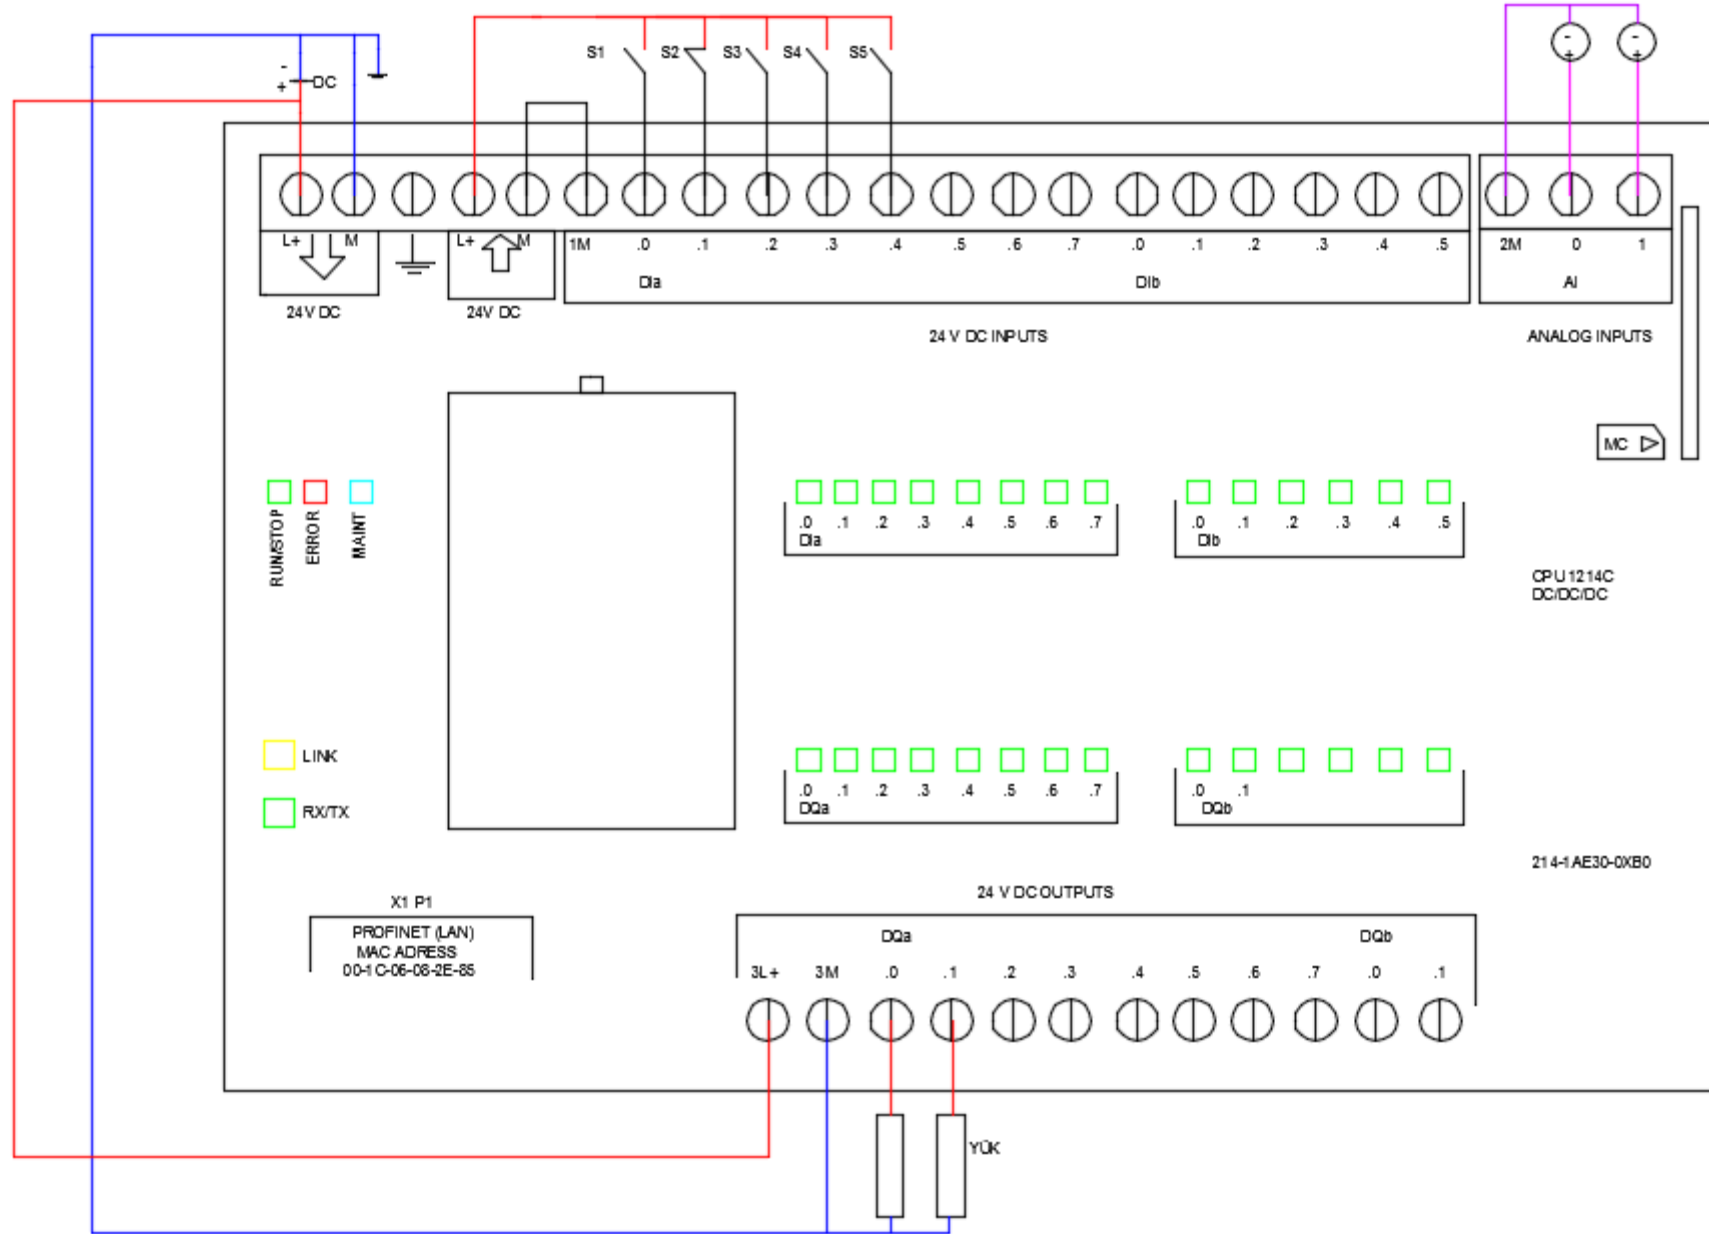 S1 S2 S3 S4 S5
- -
+ +
-
+ DC
L+ M L+ M 1M .0 .1 .2 .3 .4 .5 .6 .7 .0 .1 .2 .3 .4 .5 2M 0 1
DIa DIb AI
24V DC 24V DC
24 V DC INPUTS ANALOG INPUTS
MC
RUN/STOP
ERROR
MAINT
.0 .1 .2 .3 .4 .5 .6 .7
DIa
.0 .1 .2 .3 .4 .5
DIb
CPU 1214C
DC/DC/DC
LINK
RX/TX
.0 .1 .2 .3 .4 .5 .6 .7
DQa
.0 .1
DQb
214-1AE30-0XB0
X1 P1
PROFINET (LAN)
MAC ADRESS
00-1C-06-08-2E-85
24 V DC OUTPUTS
DQa DQb
3L+ 3M .0 .1 .2 .3 .4 .5 .6 .7 .0 .1
YÜK